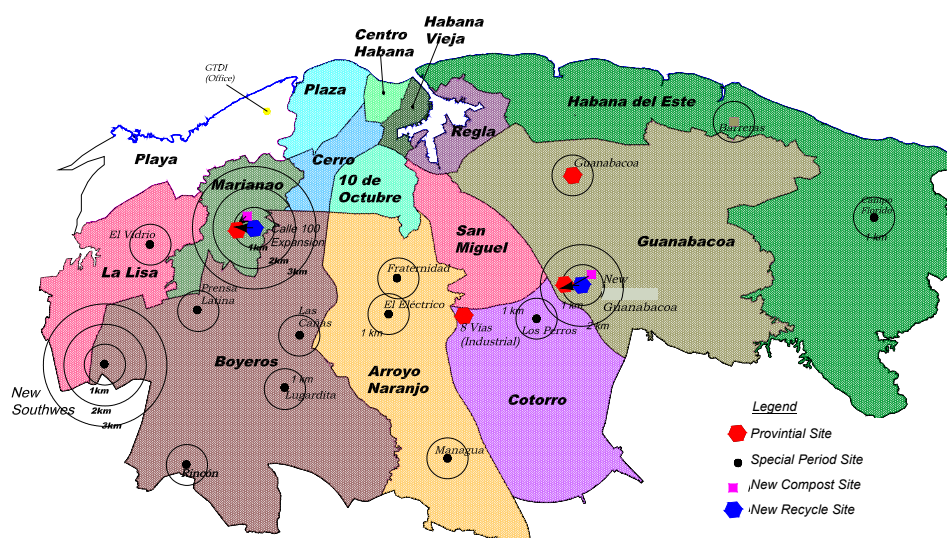 Habana
Vieja
Centro
Habana
GTDI
(Office)
Plaza
Habana del Este
Barreras
Regla
Playa
Cerro
Guanabacoa
10 de
Octubre
Marianao
Campo
Florido
1 km
El Vidrio
Calle 100
Expansion
1km
2km
3km
San
Miguel
Guanabacoa
La Lisa
Fraternidad
New
Guanabacoa
1 km
2 km
Prensa
Latina
El Eléctrico
1 km
Las
Cañas
8 Vias
(Industrial)
1 km
Los Perros
Boyeros
Arroyo
Naranjo
1 km
Lugardita
Cotorro
New
Southwes
1km
2km
3km
Managua
Rincón
Legend
Provintial Site
Special Period Site
New Compost Site
New Recycle Site